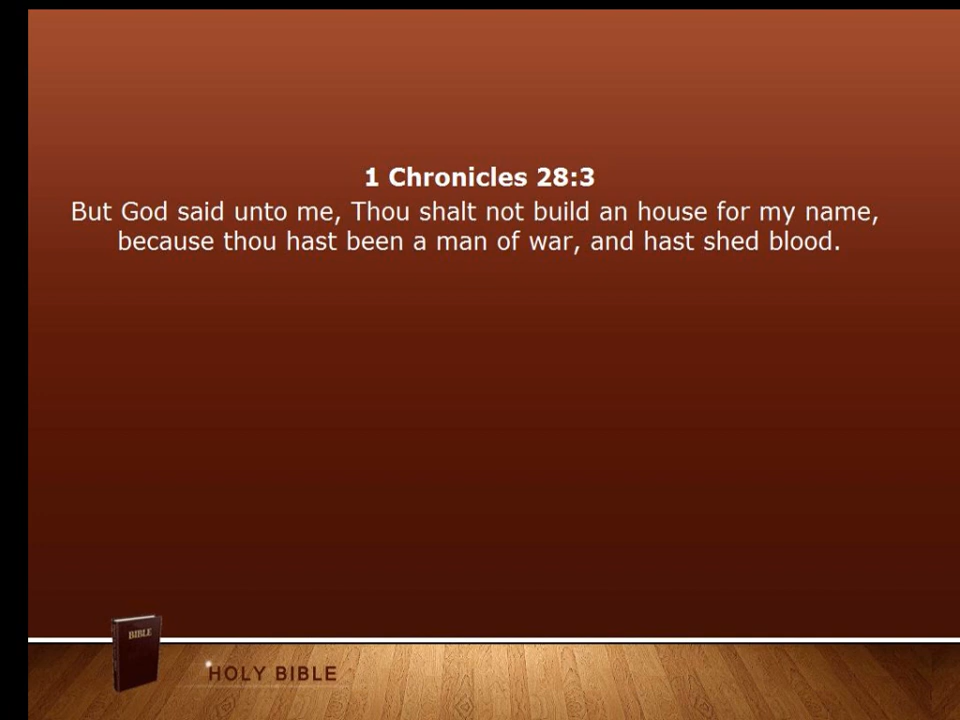 1 Chronicles 28:3
But God said unto me, Thou shalt not build an house for my name,
because thou hast been a man of war, and hast shed blood.
BIBLE
HOLY BIBLE